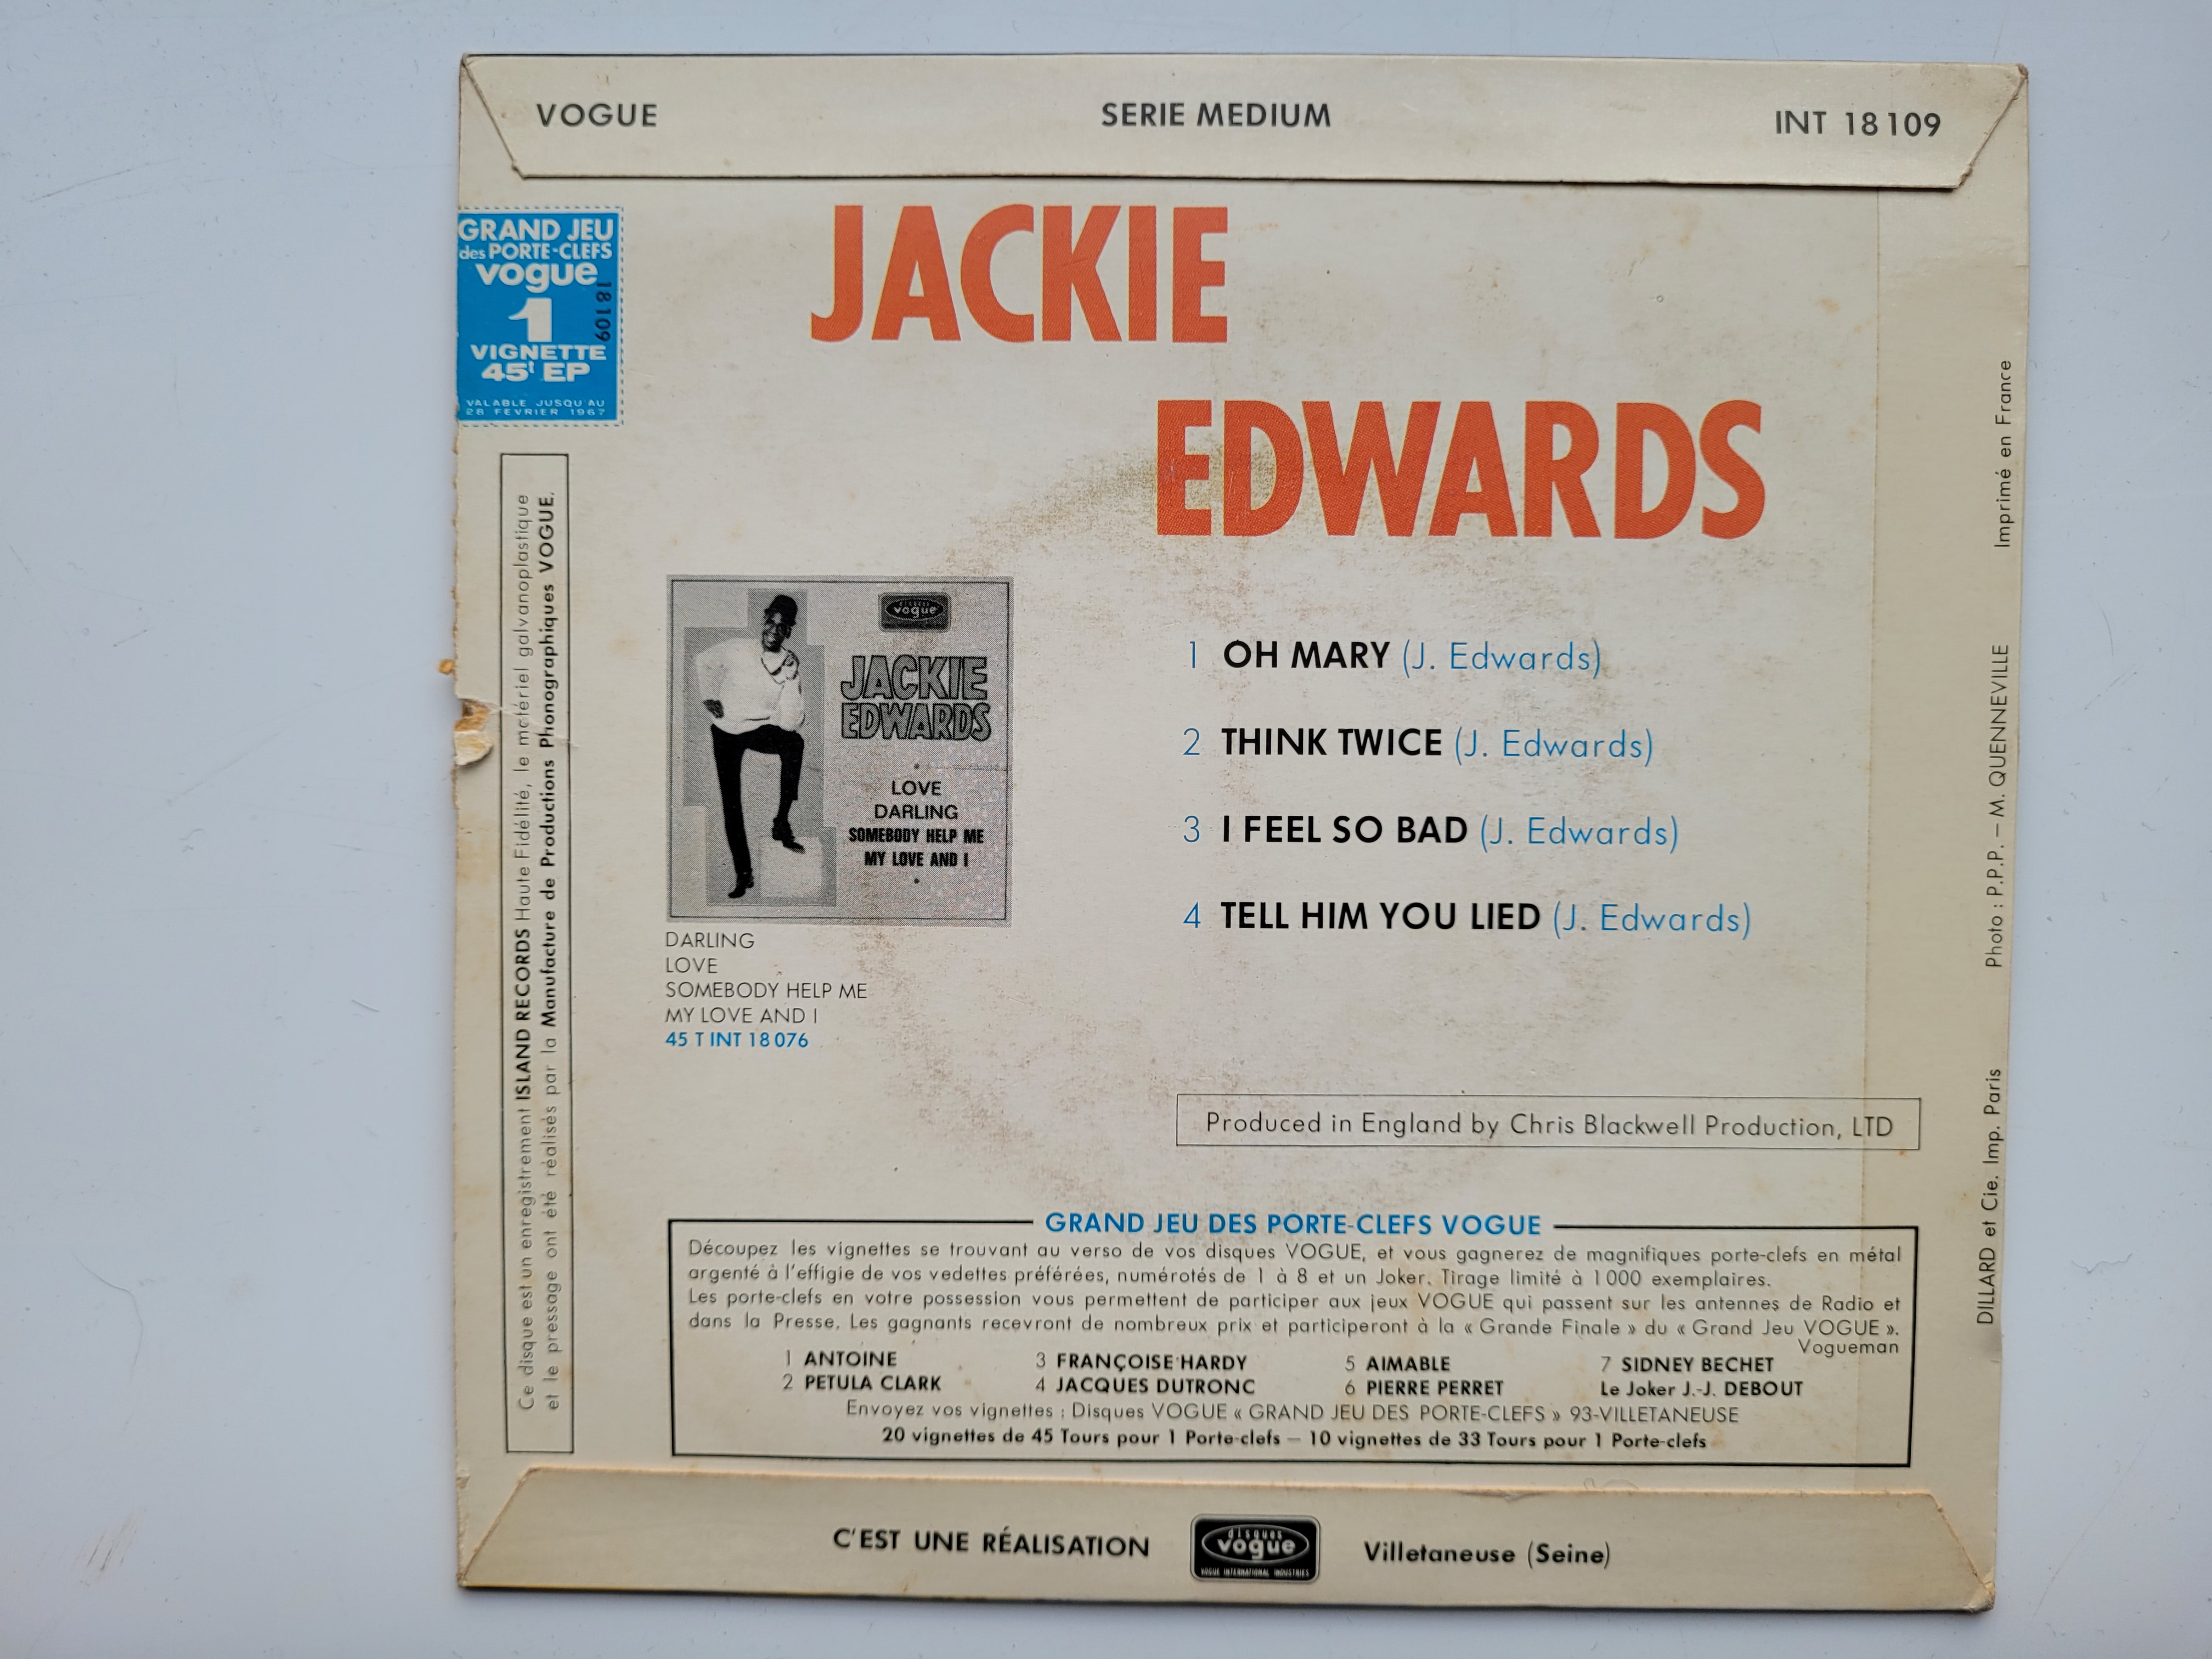 VOGUE
SERIE MEDIUM
INT 18109
JACKIE
EDWARDS
GRAND JEU
des PORTE-CLEFS
vogue
1
18109
VIGNETTE
45t EP
VALABLE JUSQU'AU
28 FEVRIER 1967
Ce disque est un enregistrement ISLAND RECORDS Haute Fidélité, le matériel galvanoplastique
et le pressage ont été réalisés par la Manufacture de Productions Phonographiques VOGUE.
disques
vogue
JACKIE
EDWARDS
LOVE
DARLING
SOMEBODY HELP ME
MY LOVE AND I
DARLING
LOVE
SOMEBODY HELP ME
MY LOVE AND I
45 T INT 18076
1 OH MARY (J. Edwards)
2 THINK TWICE (J. Edwards)
3 I FEEL SO BAD (J. Edwards)
4 TELL HIM YOU LIED (J. Edwards)
Produced in England by Chris Blackwell Production, LTD
GRAND JEU DES PORTE-CLEFS VOGUE
Découpez les vignettes se trouvant au verso de vos disques VOGUE, et vous gagnerez de magnifiques porte-clefs en métal
argenté à l'effigie de vos vedettes préférées, numérotés de 1 à 8 et un Joker. Tirage limité à 1000 exemplaires.
Les porte-clefs en votre possession vous permettent de participer aux jeux VOGUE qui passent sur les antennes de Radio et
dans la Presse. Les gagnants recevront de nombreux prix et participeront à la « Grande Finale » du « Grand Jeu VOGUE ».
Vogueman
1 ANTOINE 3 FRANÇOISE HARDY 5 AIMABLE 7 SIDNEY BECHET
2 PETULA CLARK 4 JACQUES DUTRONC 6 PIERRE PERRET Le Joker J.-J. DEBOUT
Envoyez vos vignettes : Disques VOGUE « GRAND JEU DES PORTE-CLEFS » 93-VILLETANEUSE
20 vignettes de 45 Tours pour 1 Porte-clefs — 10 vignettes de 33 Tours pour 1 Porte-clefs
Imprimé en France
Photo : P.P.P. — M. QUENNEVILLE
DILLARD et Cie. Imp. Paris
C'EST UNE RÉALISATION
disques
vogue
VOGUE INTERNATIONAL INDUSTRIES
Villetaneuse (Seine)